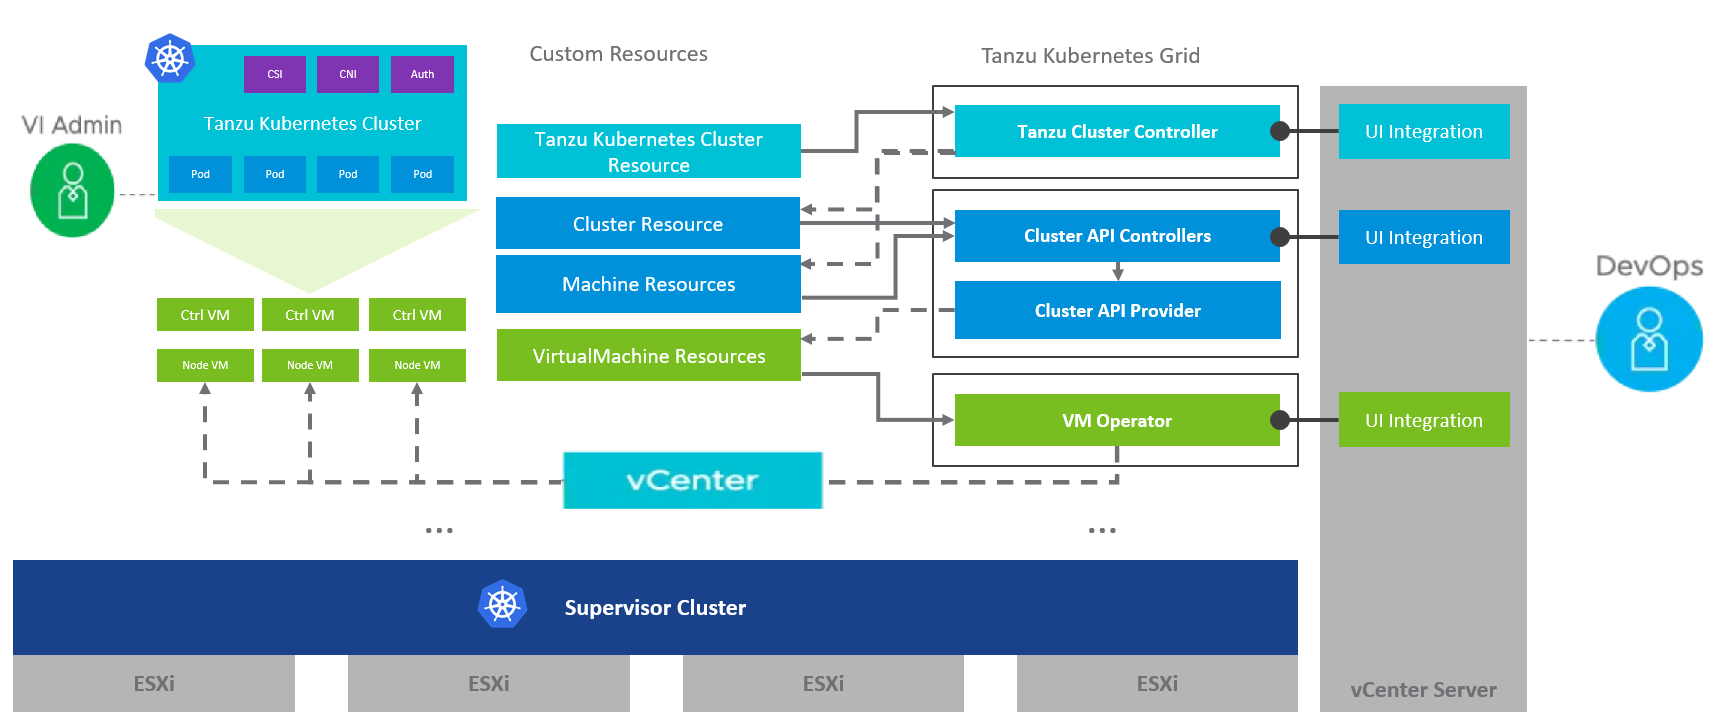 Custom Resources
Tanzu Kubernetes Grid
VI Admin
CSI
CNI
Auth
Tanzu Kubernetes Cluster
Pod
Pod
Pod
Pod
Ctrl VM
Ctrl VM
Ctrl VM
Node VM
Node VM
Node VM
Tanzu Kubernetes Cluster
Resource
Cluster Resource
Machine Resources
VirtualMachine Resources
Tanzu Cluster Controller
Cluster API Controllers
Cluster API Provider
VM Operator
UI Integration
UI Integration
UI Integration
DevOps
vCenter
...
...
Supervisor Cluster
ESXi
ESXi
ESXi
ESXi
vCenter Server